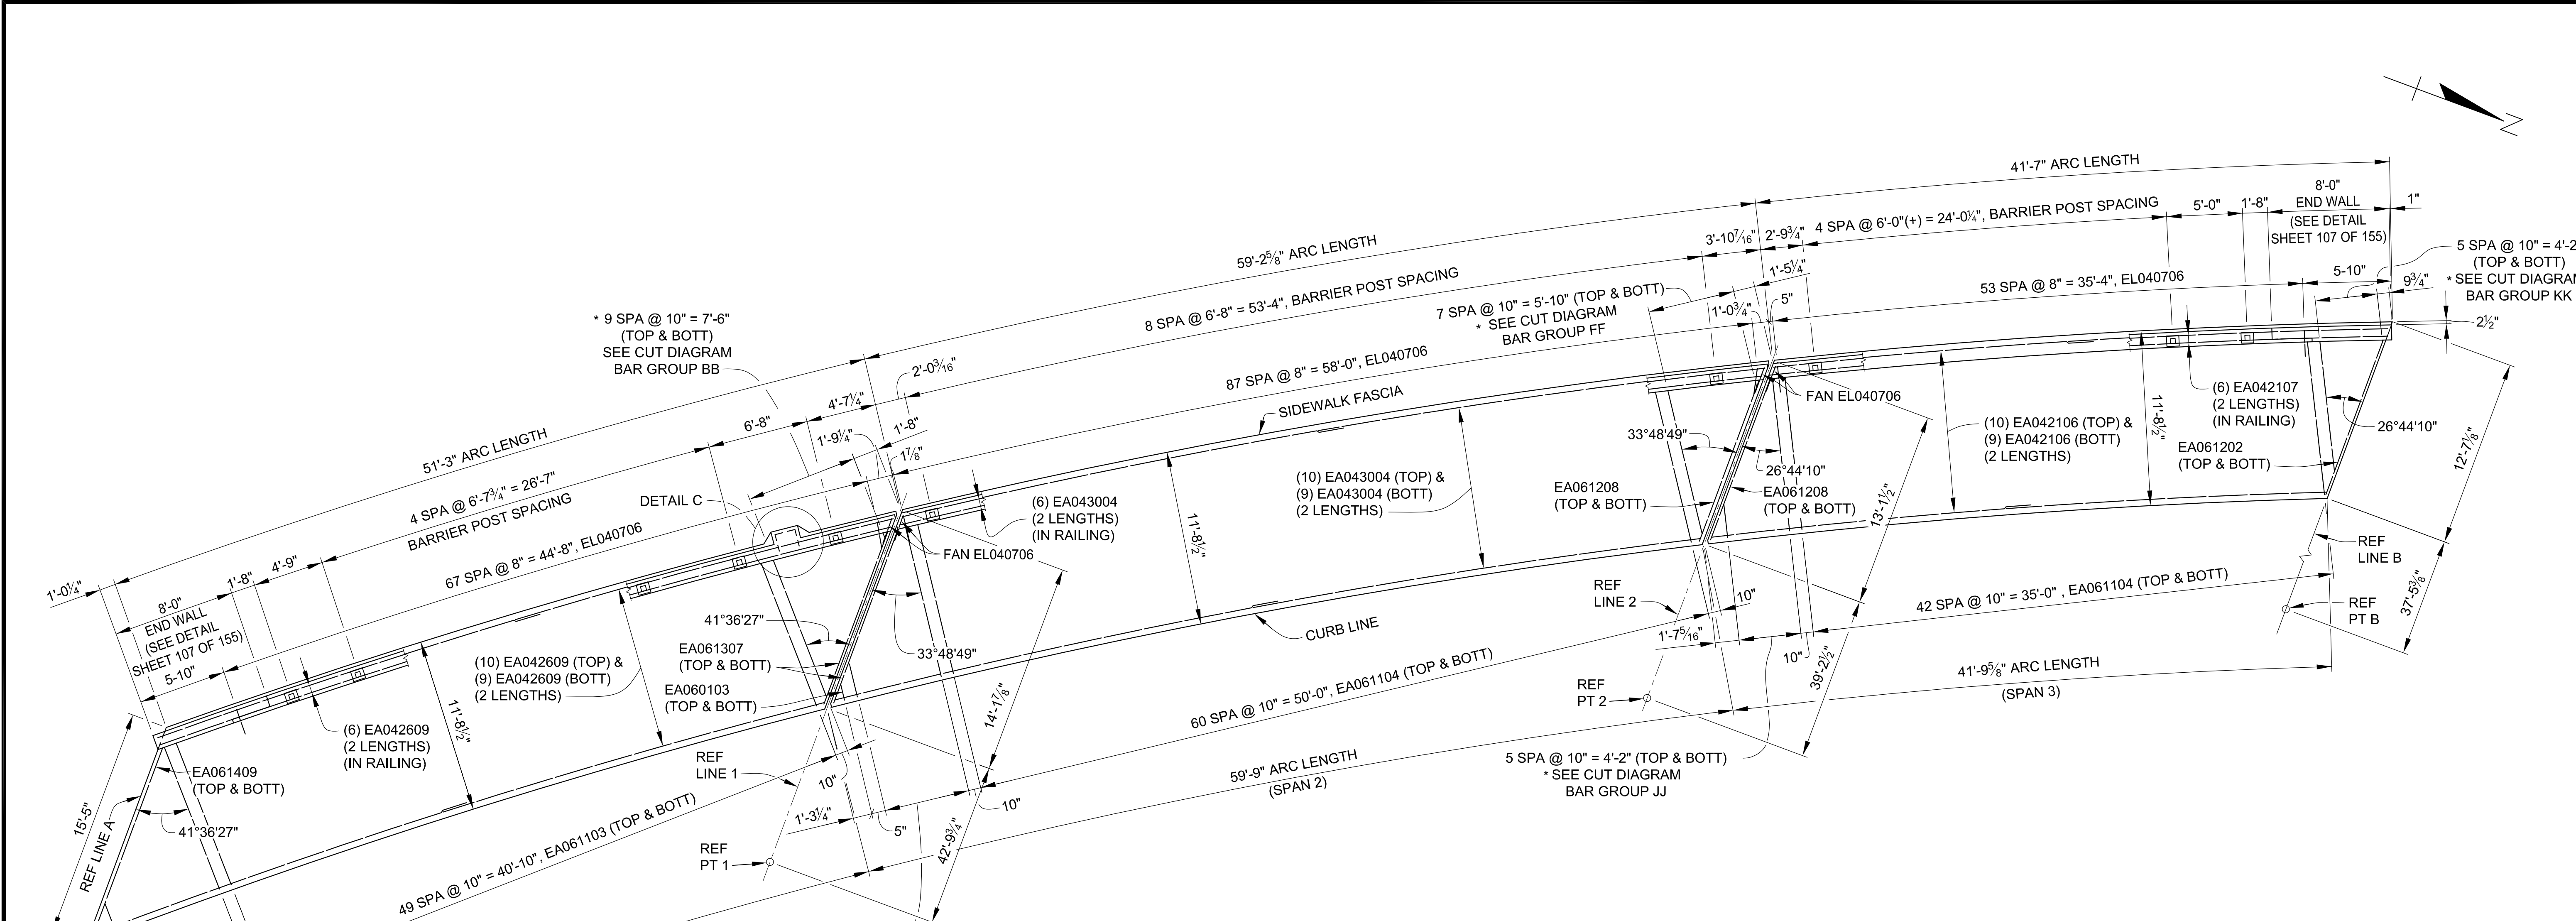 N
41'-7" ARC LENGTH
8'-0"
END WALL
(SEE DETAIL
SHEET 107 OF 155)
1"
5'-0"
1'-8"
4 SPA @ 6'-0"(+) = 24'-0¼", BARRIER POST SPACING
2'-9¾"
3'-10⁷⁄₁₆"
59'-2⅝" ARC LENGTH
8 SPA @ 6'-8" = 53'-4", BARRIER POST SPACING
5 SPA @ 10" = 4'-2
(TOP & BOTT)
* SEE CUT DIAGRAM
BAR GROUP KK
5-10"
9¾"
2½"
53 SPA @ 8" = 35'-4", EL040706
1'-5¼"
5"
1'-0¾"
7 SPA @ 10" = 5'-10" (TOP & BOTT)
* SEE CUT DIAGRAM
BAR GROUP FF
87 SPA @ 8" = 58'-0", EL040706
* 9 SPA @ 10" = 7'-6"
(TOP & BOTT)
SEE CUT DIAGRAM
BAR GROUP BB
2'-0³⁄₁₆"
4'-7¼"
6'-8"
1'-8"
1'-9¼"
1⅞"
51'-3" ARC LENGTH
4 SPA @ 6'-7¾" = 26'-7"
BARRIER POST SPACING
67 SPA @ 8" = 44'-8", EL040706
4'-9"
1'-8"
1'-0¼"
8'-0"
END WALL
(SEE DETAIL
SHEET 107 OF 155)
5-10"
SIDEWALK FASCIA
FAN EL040706
(6) EA042107
(2 LENGTHS)
(IN RAILING)
26°44'10"
11'-8½"
(10) EA042106 (TOP) &
(9) EA042106 (BOTT)
(2 LENGTHS)
EA061202
(TOP & BOTT)
12'-7⅛"
33°48'49"
26°44'10"
EA061208
(TOP & BOTT)
EA061208
(TOP & BOTT)
13'-1½"
(10) EA043004 (TOP) &
(9) EA043004 (BOTT)
(2 LENGTHS)
11'-8½"
(6) EA043004
(2 LENGTHS)
(IN RAILING)
DETAIL C
FAN EL040706
41°36'27"
33°48'49"
EA061307
(TOP & BOTT)
EA060103
(TOP & BOTT)
(10) EA042609 (TOP) &
(9) EA042609 (BOTT)
(2 LENGTHS)
11'-8½"
(6) EA042609
(2 LENGTHS)
(IN RAILING)
EA061409
(TOP & BOTT)
41°36'27"
15'-5"
REF LINE A
CURB LINE
REF
LINE 2
10"
1'-7⁵⁄₁₆"
10"
42 SPA @ 10" = 35'-0" , EA061104 (TOP & BOTT)
REF
LINE B
REF
PT B
37'-5⅜"
41'-9⅝" ARC LENGTH
(SPAN 3)
39'-2½"
REF
PT 2
60 SPA @ 10" = 50'-0", EA061104 (TOP & BOTT)
14'-1⅞"
REF
LINE 1
10"
1'-3¼"
5"
10"
59'-9" ARC LENGTH
(SPAN 2)
5 SPA @ 10" = 4'-2" (TOP & BOTT)
* SEE CUT DIAGRAM
BAR GROUP JJ
42'-9¾"
REF
PT 1
49 SPA @ 10" = 40'-10", EA061103 (TOP & BOTT)